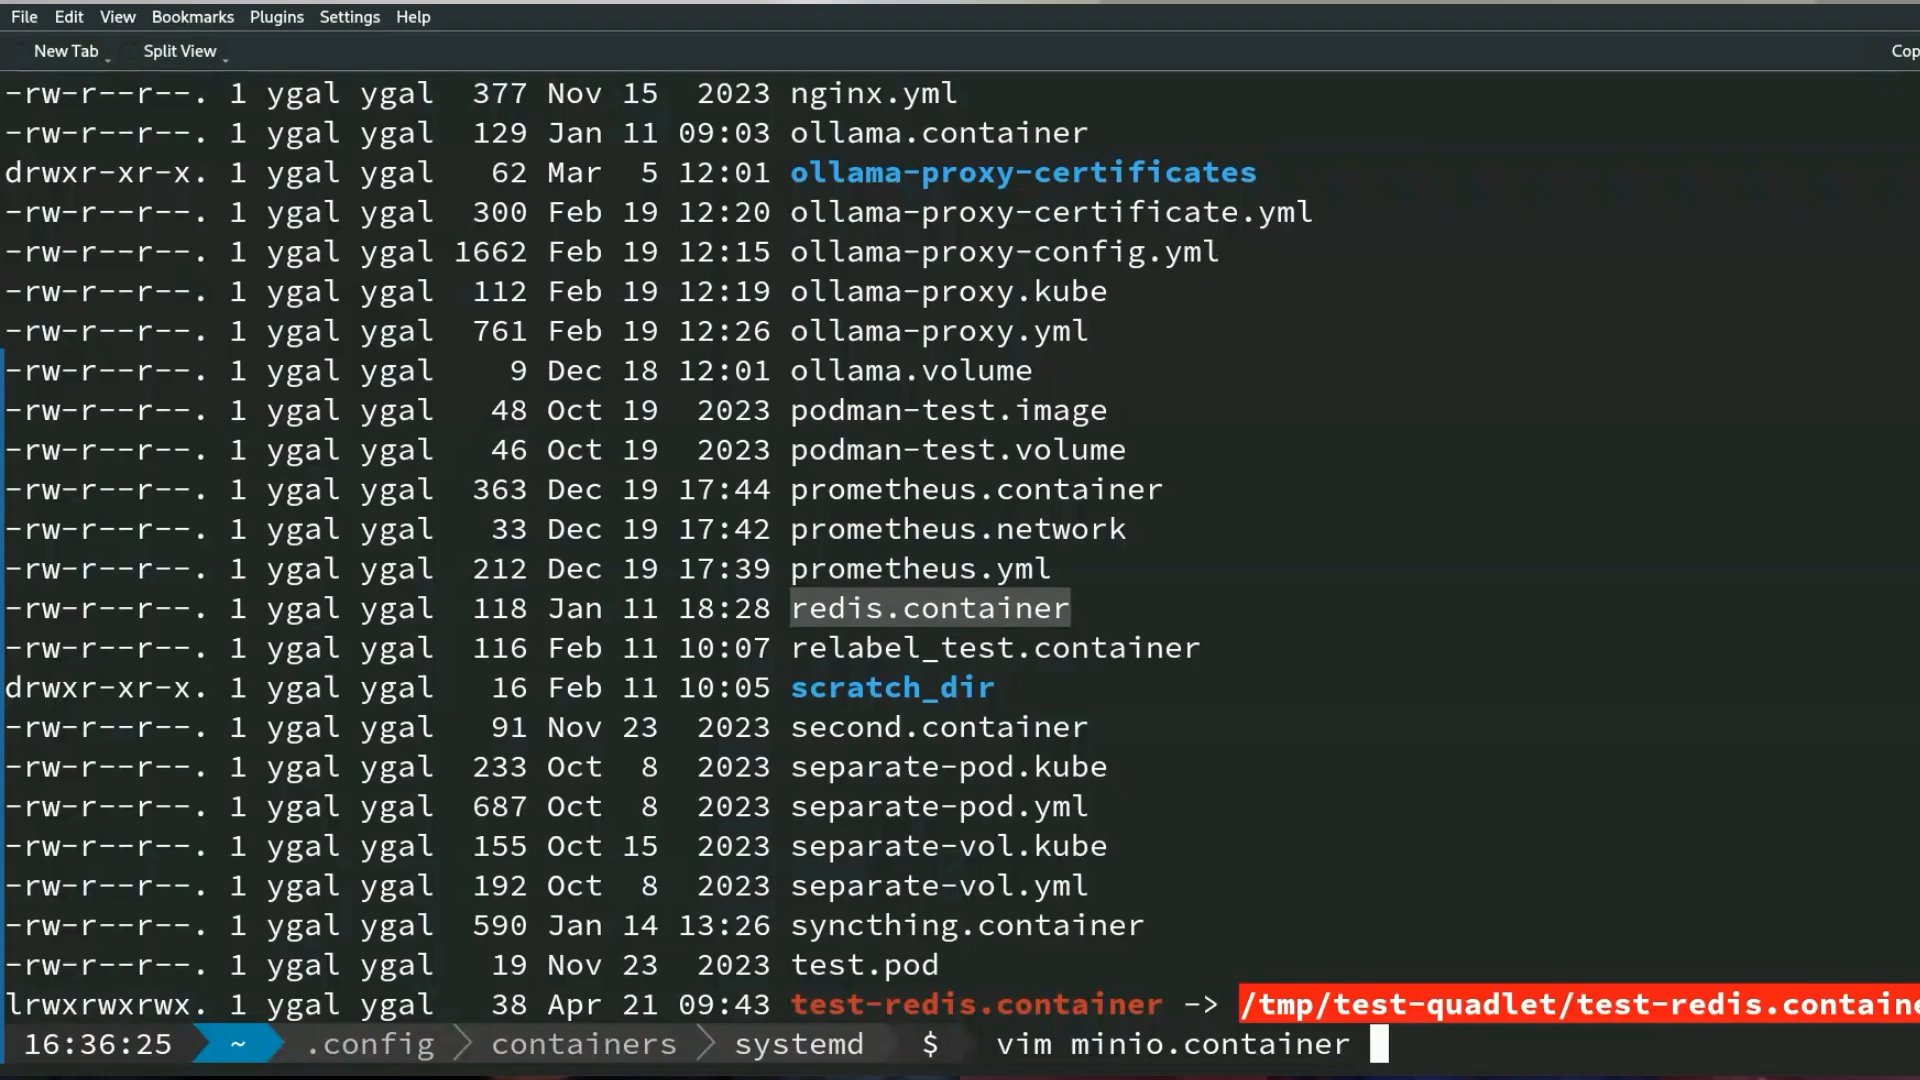 File Edit View Bookmarks Plugins Settings Help
New Tab Split View Cop
-rw-r--r--. 1 ygal ygal 377 Nov 15 2023 nginx.yml
-rw-r--r--. 1 ygal ygal 129 Jan 11 09:03 ollama.container
drwxr-xr-x. 1 ygal ygal 62 Mar 5 12:01 ollama-proxy-certificates
-rw-r--r--. 1 ygal ygal 300 Feb 19 12:20 ollama-proxy-certificate.yml
-rw-r--r--. 1 ygal ygal 1662 Feb 19 12:15 ollama-proxy-config.yml
-rw-r--r--. 1 ygal ygal 112 Feb 19 12:19 ollama-proxy.kube
-rw-r--r--. 1 ygal ygal 761 Feb 19 12:26 ollama-proxy.yml
-rw-r--r--. 1 ygal ygal 9 Dec 18 12:01 ollama.volume
-rw-r--r--. 1 ygal ygal 48 Oct 19 2023 podman-test.image
-rw-r--r--. 1 ygal ygal 46 Oct 19 2023 podman-test.volume
-rw-r--r--. 1 ygal ygal 363 Dec 19 17:44 prometheus.container
-rw-r--r--. 1 ygal ygal 33 Dec 19 17:42 prometheus.network
-rw-r--r--. 1 ygal ygal 212 Dec 19 17:39 prometheus.yml
-rw-r--r--. 1 ygal ygal 118 Jan 11 18:28 redis.container
-rw-r--r--. 1 ygal ygal 116 Feb 11 10:07 relabel_test.container
drwxr-xr-x. 1 ygal ygal 16 Feb 11 10:05 scratch_dir
-rw-r--r--. 1 ygal ygal 91 Nov 23 2023 second.container
-rw-r--r--. 1 ygal ygal 233 Oct 8 2023 separate-pod.kube
-rw-r--r--. 1 ygal ygal 687 Oct 8 2023 separate-pod.yml
-rw-r--r--. 1 ygal ygal 155 Oct 15 2023 separate-vol.kube
-rw-r--r--. 1 ygal ygal 192 Oct 8 2023 separate-vol.yml
-rw-r--r--. 1 ygal ygal 590 Jan 14 13:26 syncthing.container
-rw-r--r--. 1 ygal ygal 19 Nov 23 2023 test.pod
lrwxrwxrwx. 1 ygal ygal 38 Apr 21 09:43 test-redis.container -> /tmp/test-quadlet/test-redis.containe
16:36:25 ~ .config containers systemd $ vim minio.container